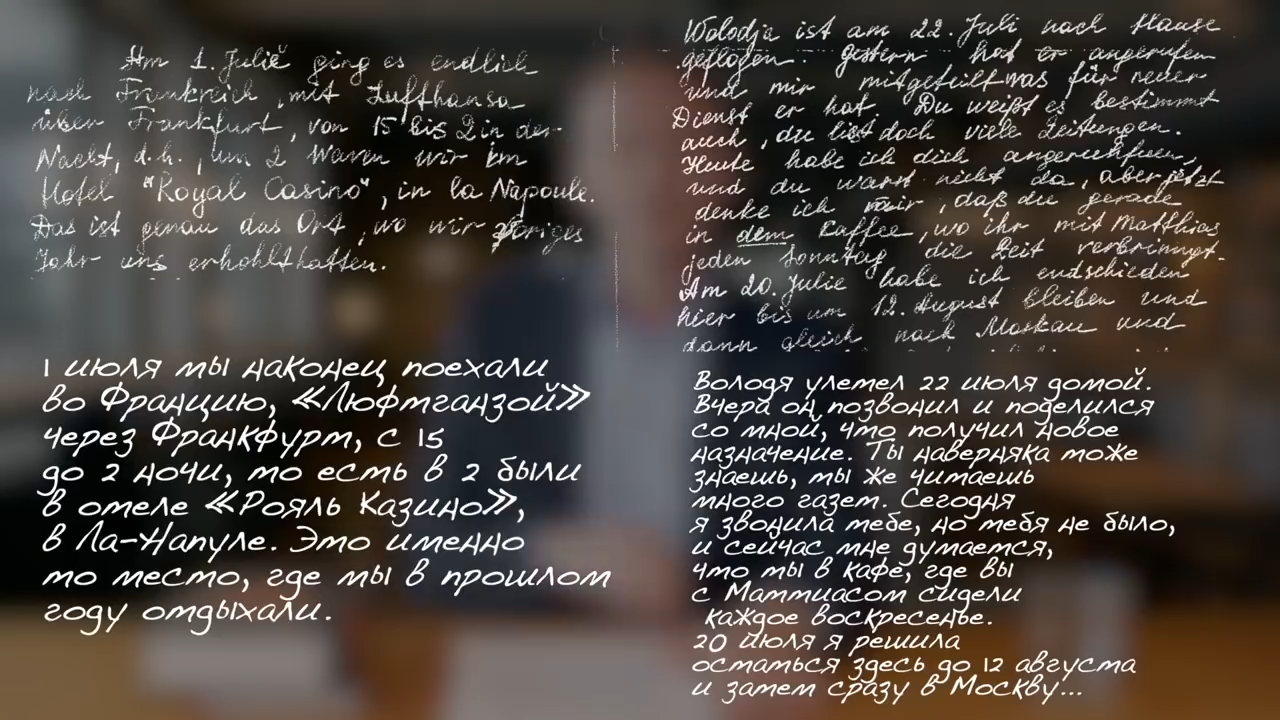 Am 1. Julie ging es endlich
nach Frankreich, mit Lufthansa
über Frankfurt, von 15 bis 2 in der
Nacht, d.h., um 2 waren wir im
Hotel "Royal Casino", in la Napoule.
Das ist genau das Ort, wo wir voriges
Jahr uns erhohlt hatten.
1 июля мы наконец поехали
во Францию, «Люфтганзой»
через Франкфурт, с 15
до 2 ночи, то есть в 2 были
в отеле «Рояль Казино»,
в Ла-Напуле. Это именно
то место, где мы в прошлом
году отдыхали.
Wolodja ist am 22. Juli nach Hause
geflogen. Gestern hat er angerufen
und mir mitgeteilt was für neuer
Dienst er hat. Du weißt es bestimmt
auch, du list doch viele Zeitungen.
Heute habe ich dich angerufen,
und du warst nicht da, aber jetzt
denke ich mir, daß du gerade
in dem Kaffee, wo ihr mit Matthias
jeden Sonntag die Zeit verbringt.
Am 20. Julie habe ich endschieden
hier bis um 12. August bleiben und
dann gleich nach Moskau und
Володя улетел 22 июля домой.
Вчера он позвонил и поделился
со мной, что получил новое
назначение. Ты наверняка тоже
знаешь, ты же читаешь
много газет. Сегодня
я звонила тебе, но тебя не было,
и сейчас мне думается,
что ты в кафе, где вы
с Маттиасом сидели
каждое воскресенье.
20 июля я решила
остаться здесь до 12 августа
и затем сразу в Москву...